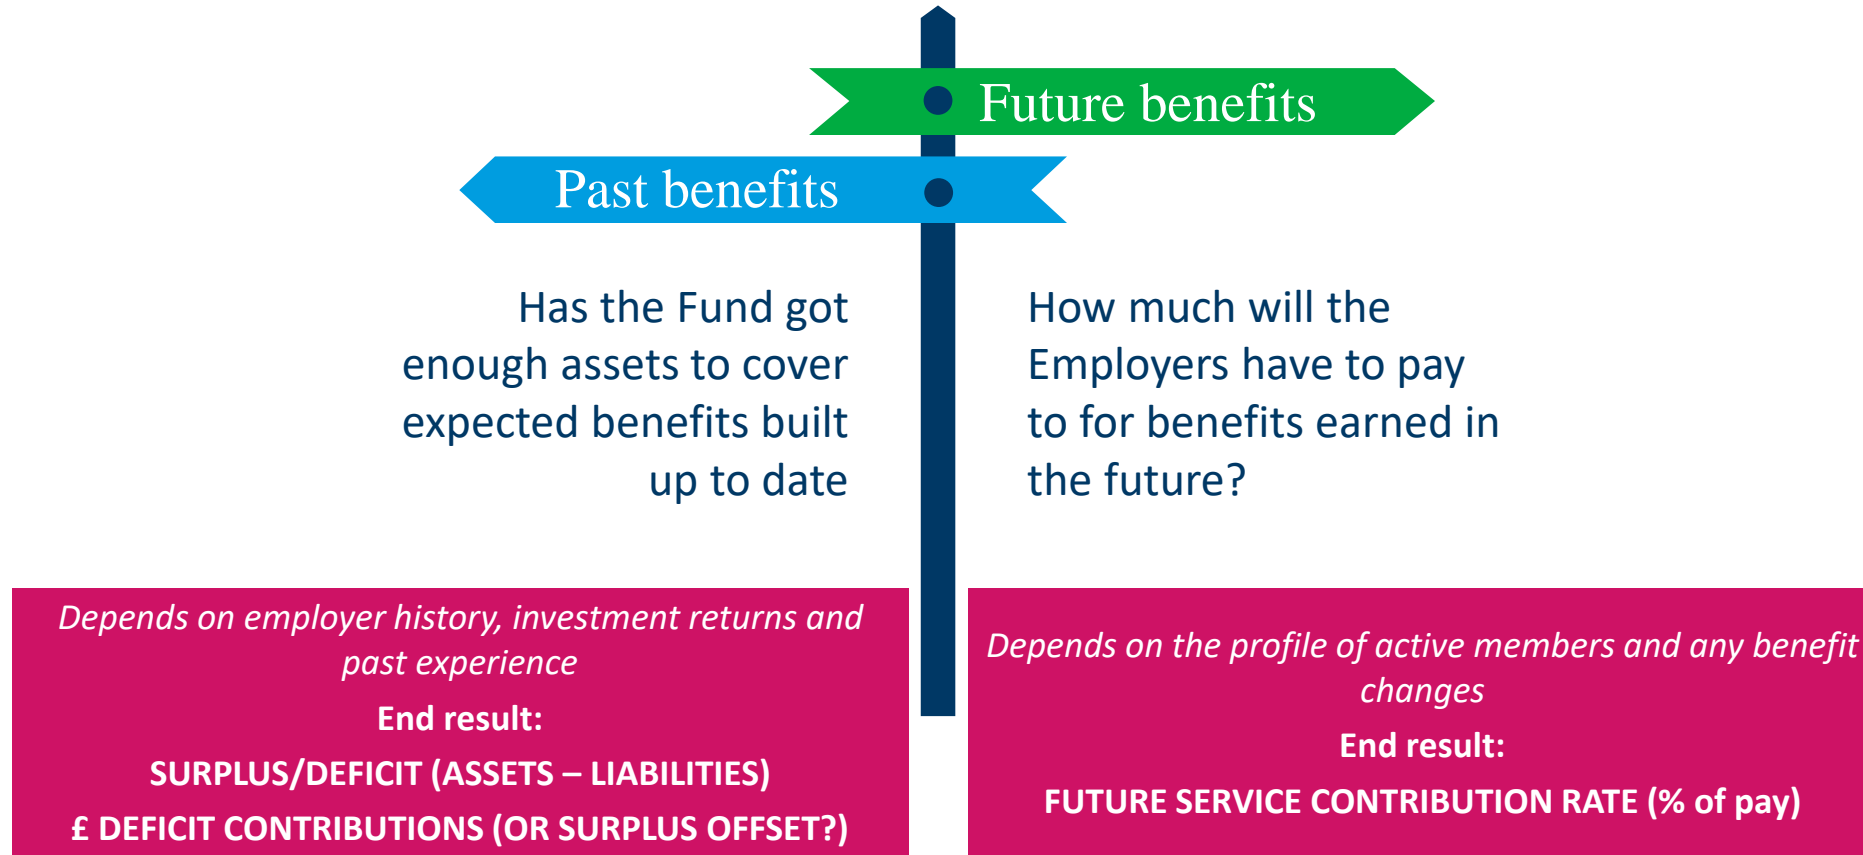 Future benefits
Past benefits
Has the Fund got
enough assets to cover
expected benefits built
up to date
How much will the
Employers have to pay
to for benefits earned in
the future?
Depends on employer history, investment returns and
past experience
End result:
SURPLUS/DEFICIT (ASSETS – LIABILITIES)
£ DEFICIT CONTRIBUTIONS (OR SURPLUS OFFSET?)
Depends on the profile of active members and any benefit
changes
End result:
FUTURE SERVICE CONTRIBUTION RATE (% of pay)